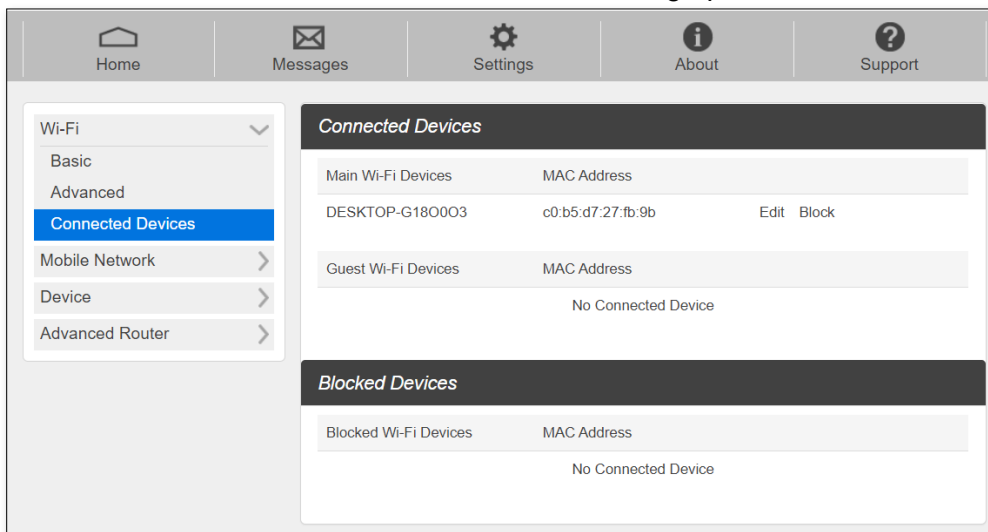 Home Messages Settings About Support
Wi-Fi
Basic
Advanced
Connected Devices
Mobile Network
Device
Advanced Router
Connected Devices
Main Wi-Fi Devices MAC Address
DESKTOP-G18O0O3 c0:b5:d7:27:fb:9b Edit Block
Guest Wi-Fi Devices MAC Address
No Connected Device
Blocked Devices
Blocked Wi-Fi Devices MAC Address
No Connected Device